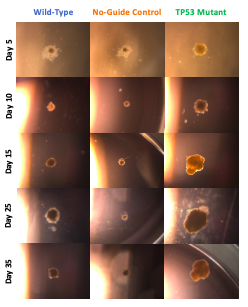 Wild-Type No-Guide Control TP53 Mutant
Day 5
Day 10
Day 15
Day 25
Day 35